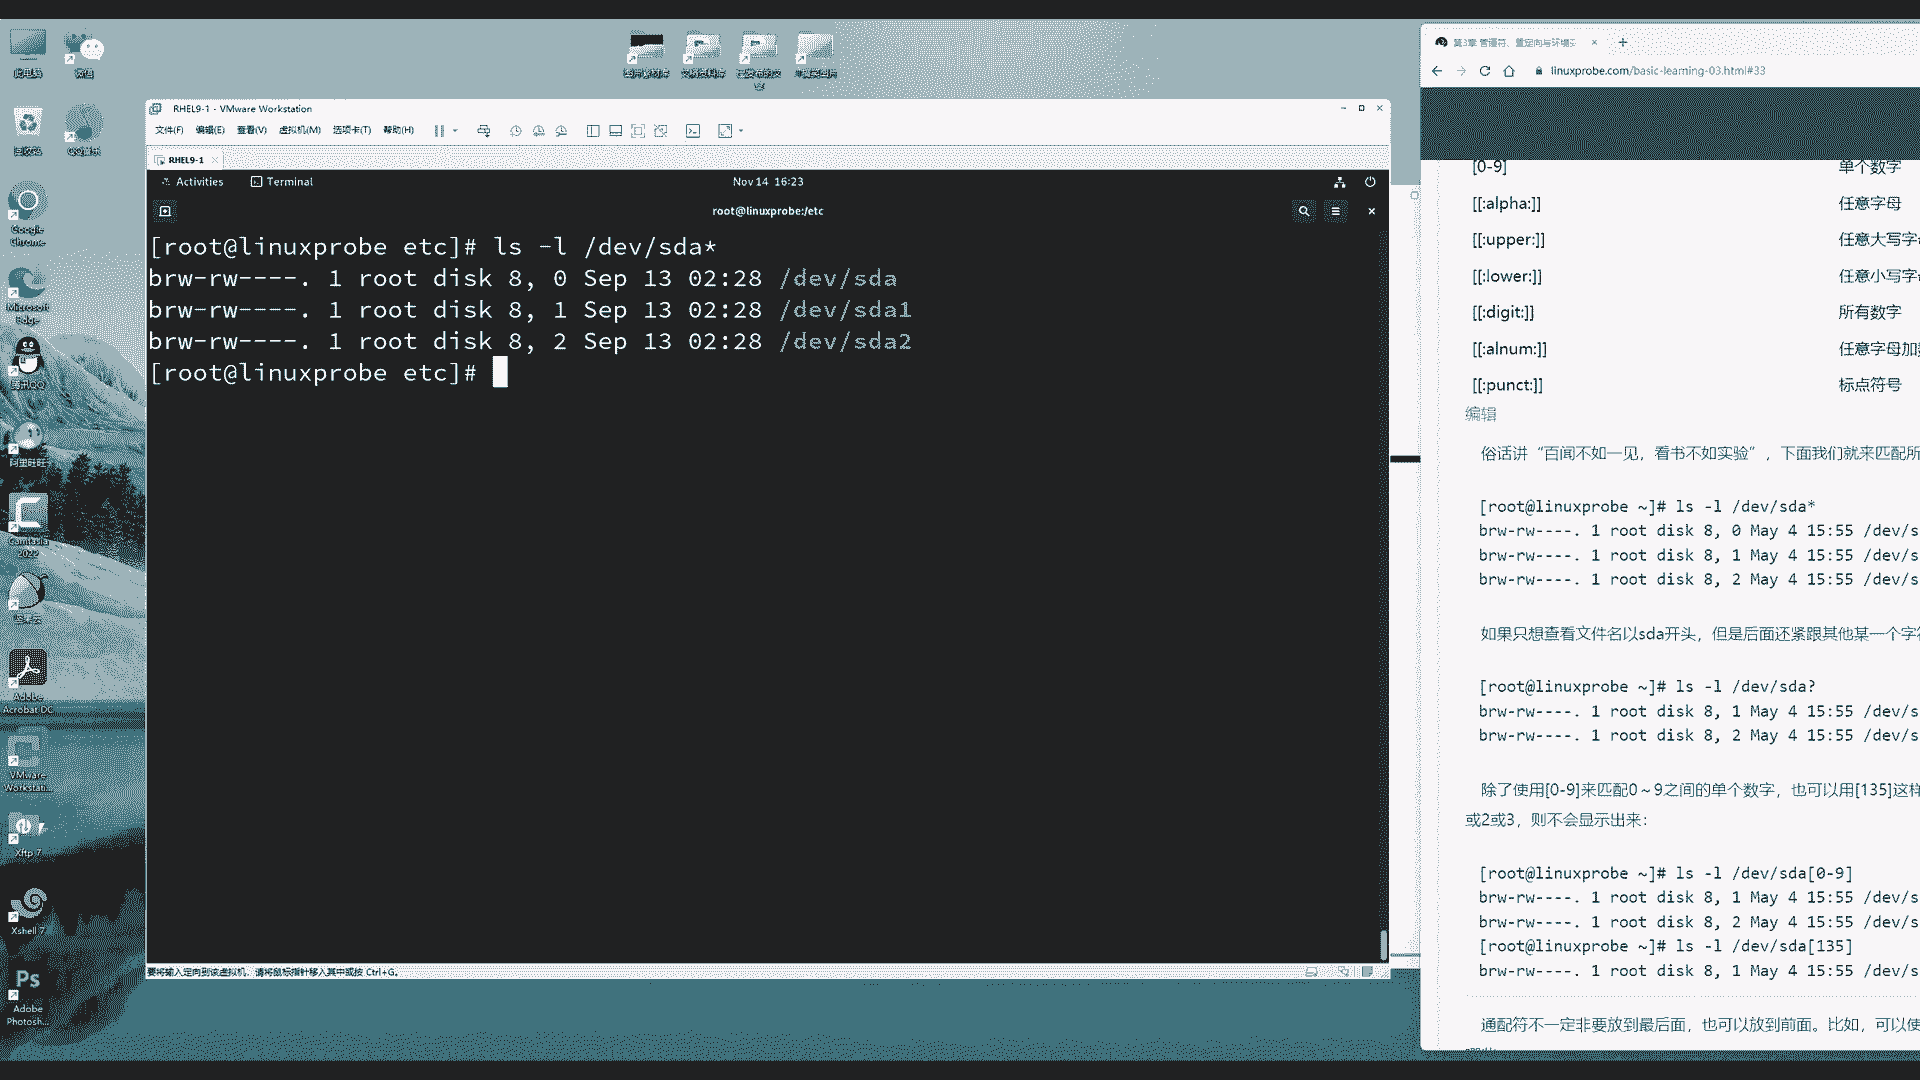 此电脑
微信
回收站
QQ音乐
Google
Chrome
Microsoft
Edge
腾讯QQ
阿里旺旺
Camtasia
2022
坚果云
Adobe
Acrobat DC
VMware
Workstati...
Xftp 7
Xshell 7
Ps
Adobe
Photosh...
RHEL9-1 - VMware Workstation
文件(F) 编辑(E) 查看(V) 虚拟机(M) 选项卡(T) 帮助(H)
RHEL9-1
Activities Terminal Nov 14 16:23
root@linuxprobe:/etc
[root@linuxprobe etc]# ls -l /dev/sda*
brw-rw----. 1 root disk 8, 0 Sep 13 02:28 /dev/sda
brw-rw----. 1 root disk 8, 1 Sep 13 02:28 /dev/sda1
brw-rw----. 1 root disk 8, 2 Sep 13 02:28 /dev/sda2
[root@linuxprobe etc]#
要将输入定向到该虚拟机，请将鼠标指针移入其中或按 Ctrl+G。
第3章 管道符、重定向与环境变
linuxprobe.com/basic-learning-03.html#33
[0-9] 单个数字
[[:alpha:]] 任意字母
[[:upper:]] 任意大写字母
[[:lower:]] 任意小写字母
[[:digit:]] 所有数字
[[:alnum:]] 任意字母加数
[[:punct:]] 标点符号
编辑
俗话讲“百闻不如一见，看书不如实验”，下面我们就来匹配所
[root@linuxprobe ~]# ls -l /dev/sda*
brw-rw----. 1 root disk 8, 0 May 4 15:55 /dev/s
brw-rw----. 1 root disk 8, 1 May 4 15:55 /dev/s
brw-rw----. 1 root disk 8, 2 May 4 15:55 /dev/s
如果只想查看文件名以sda开头，但是后面还紧跟其他某一个字符
[root@linuxprobe ~]# ls -l /dev/sda?
brw-rw----. 1 root disk 8, 1 May 4 15:55 /dev/s
brw-rw----. 1 root disk 8, 2 May 4 15:55 /dev/s
除了使用[0-9]来匹配0～9之间的单个数字，也可以用[135]这样
或2或3，则不会显示出来：
[root@linuxprobe ~]# ls -l /dev/sda[0-9]
brw-rw----. 1 root disk 8, 1 May 4 15:55 /dev/s
brw-rw----. 1 root disk 8, 2 May 4 15:55 /dev/s
[root@linuxprobe ~]# ls -l /dev/sda[135]
brw-rw----. 1 root disk 8, 1 May 4 15:55 /dev/s
通配符不一定非要放到最后面，也可以放到前面。比如，可以使